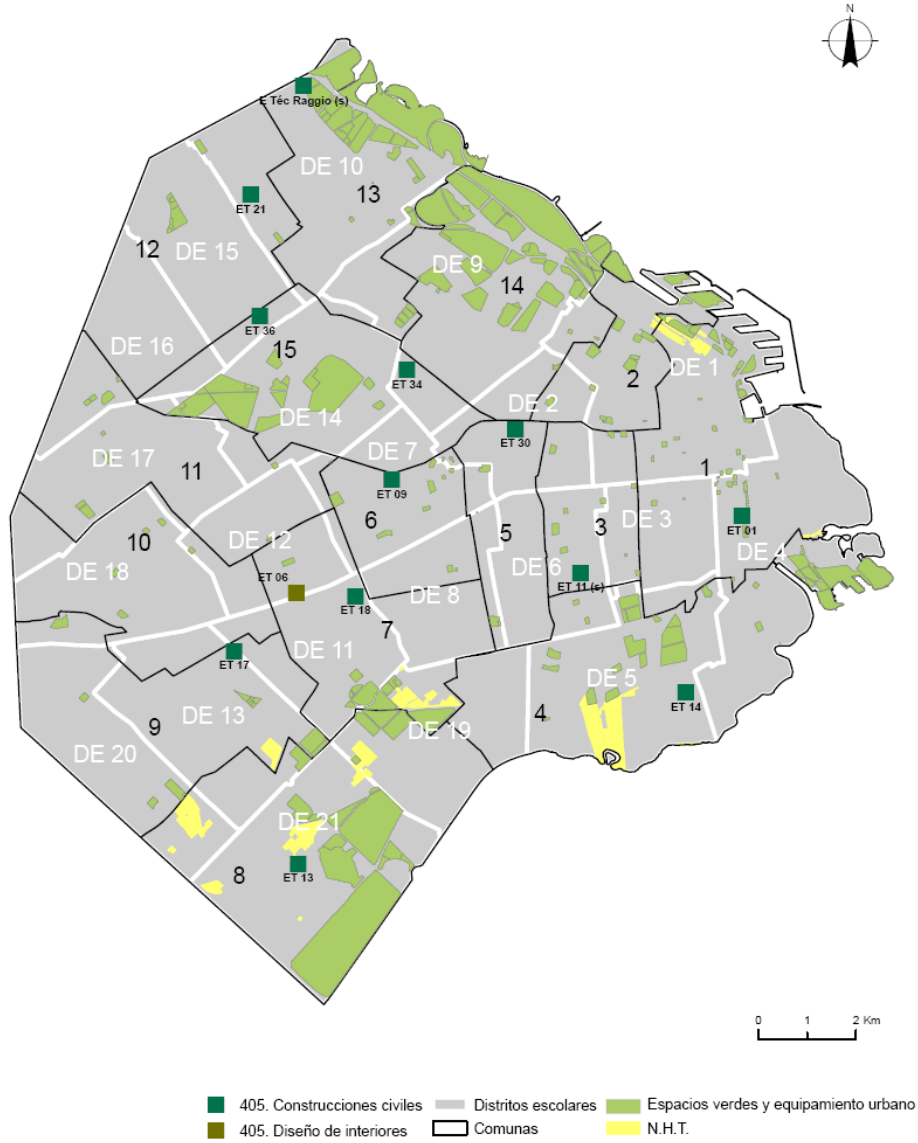 N
E Téc Raggio (s)
DE 10
13
ET 21
12
DE 15
DE 9
14
ET 36
DE 16
15
DE 1
2
ET 34
DE 14
DE 2
ET 30
DE 7
DE 17
11
1
ET 09
6
5
3
DE 3
ET 01
10
DE 12
DE 4
DE 18
ET 06
DE 6
ET 11 (s)
DE 8
ET 18
7
DE 11
ET 17
DE 5
ET 14
DE 13
9
4
DE 19
DE 20
DE 21
8
ET 13
0 1 2 Km
405. Construcciones civiles Distritos escolares Espacios verdes y equipamiento urbano
405. Diseño de interiores Comunas N.H.T.